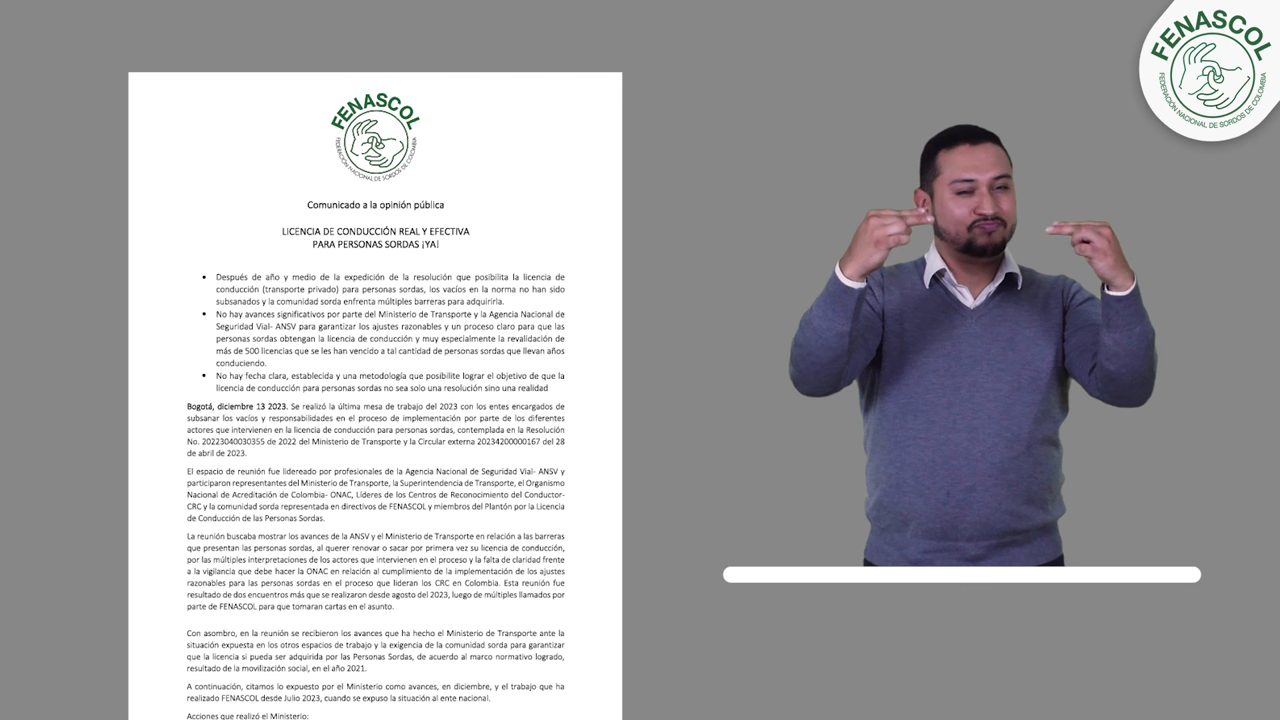 FENASCOL
FEDERACIÓN NACIONAL DE SORDOS DE COLOMBIA
Comunicado a la opinión pública
LICENCIA DE CONDUCCIÓN REAL Y EFECTIVA
PARA PERSONAS SORDAS ¡YA!
• Después de año y medio de la expedición de la resolución que posibilita la licencia de
conducción (transporte privado) para personas sordas, los vacíos en la norma no han sido
subsanados y la comunidad sorda enfrenta múltiples barreras para adquirirla.
• No hay avances significativos por parte del Ministerio de Transporte y la Agencia Nacional de
Seguridad Vial- ANSV para garantizar los ajustes razonables y un proceso claro para que las
personas sordas obtengan la licencia de conducción y muy especialmente la revalidación de
más de 500 licencias que se les han vencido a tal cantidad de personas sordas que llevan años
conduciendo.
• No hay fecha clara, establecida y una metodología que posibilite lograr el objetivo de que la
licencia de conducción para personas sordas no sea solo una resolución sino una realidad
Bogotá, diciembre 13 2023. Se realizó la última mesa de trabajo del 2023 con los entes encargados de
subsanar los vacíos y responsabilidades en el proceso de implementación por parte de los diferentes
actores que intervienen en la licencia de conducción para personas sordas, contemplada en la Resolución
No. 20223040030355 de 2022 del Ministerio de Transporte y la Circular externa 20234200000167 del 28
de abril de 2023.
El espacio de reunión fue lidereado por profesionales de la Agencia Nacional de Seguridad Vial- ANSV y
participaron representantes del Ministerio de Transporte, la Superintendencia de Transporte, el Organismo
Nacional de Acreditación de Colombia- ONAC, Líderes de los Centros de Reconocimiento del Conductor-
CRC y la comunidad sorda representada en directivos de FENASCOL y miembros del Plantón por la Licencia
de Conducción de las Personas Sordas.
La reunión buscaba mostrar los avances de la ANSV y el Ministerio de Transporte en relación a las barreras
que presentan las personas sordas, al querer renovar o sacar por primera vez su licencia de conducción,
por las múltiples interpretaciones de los actores que intervienen en el proceso y la falta de claridad frente
a la vigilancia que debe hacer la ONAC en relación al cumplimiento de la implementación de los ajustes
razonables para las personas sordas en el proceso que lideran los CRC en Colombia. Esta reunión fue
resultado de dos encuentros más que se realizaron desde agosto del 2023, luego de múltiples llamados por
parte de FENASCOL para que tomaran cartas en el asunto.
Con asombro, en la reunión se recibieron los avances que ha hecho el Ministerio de Transporte ante la
situación expuesta en los otros espacios de trabajo y la exigencia de la comunidad sorda para garantizar
que la licencia si pueda ser adquirida por las Personas Sordas, de acuerdo al marco normativo logrado,
resultado de la movilización social, en el año 2021.
A continuación, citamos lo expuesto por el Ministerio como avances, en diciembre, y el trabajo que ha
realizado FENASCOL desde Julio 2023, cuando se expuso la situación al ente nacional.
Acciones que realizó el Ministerio:
FENASCOL
FEDERACIÓN NACIONAL DE SORDOS DE COLOMBIA